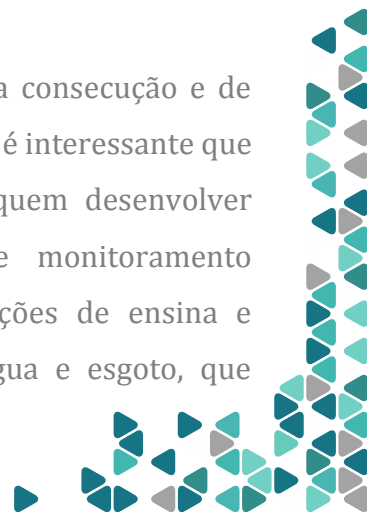 a consecução e de
é interessante que
quem desenvolver
e monitoramento
ções de ensina e
gua e esgoto, que